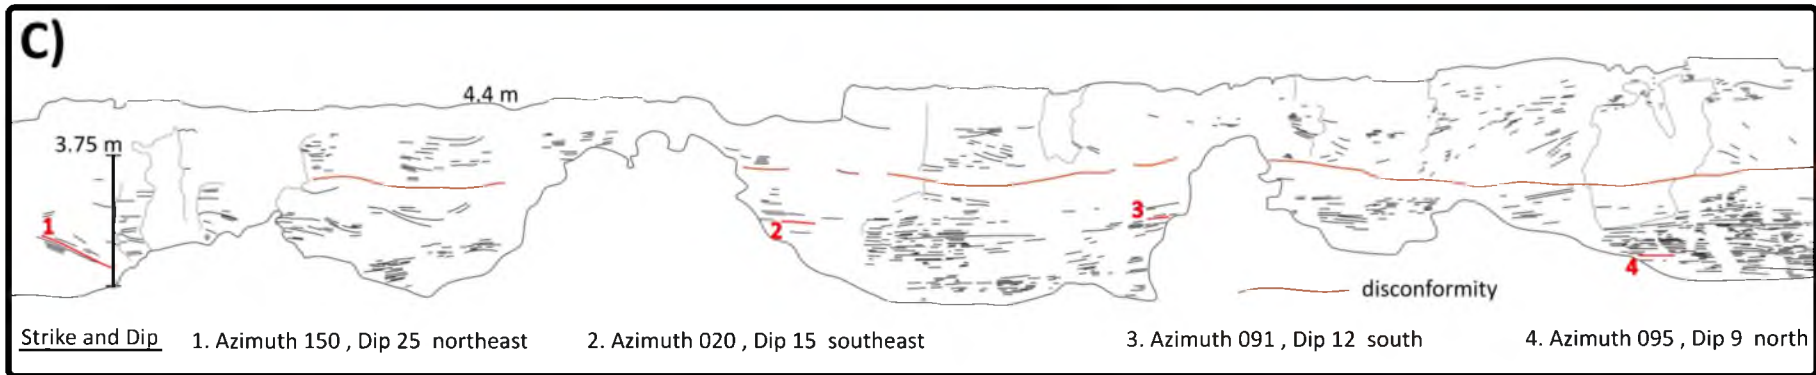 C)
4.4 m
3.75 m
1
2
3
4
disconformity
Strike and Dip 1. Azimuth 150 , Dip 25 northeast 2. Azimuth 020 , Dip 15 southeast 3. Azimuth 091 , Dip 12 south 4. Azimuth 095 , Dip 9 north